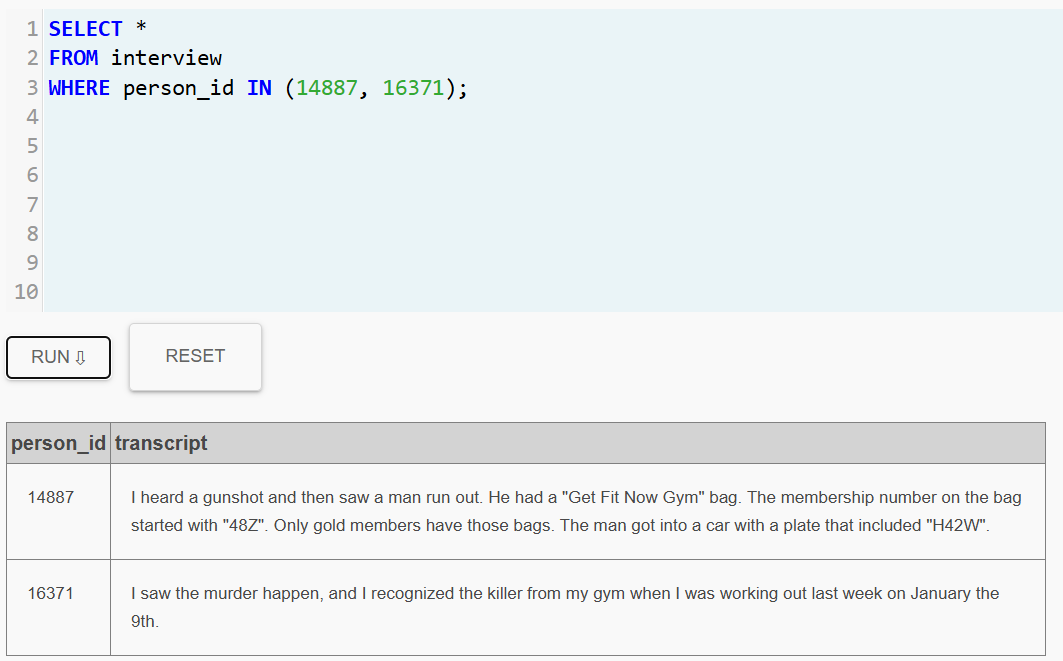 1 SELECT *
2 FROM interview
3 WHERE person_id IN (14887, 16371);
4
5
6
7
8
9
10
RUN ⇩ RESET
person_id transcript
14887 I heard a gunshot and then saw a man run out. He had a "Get Fit Now Gym" bag. The membership number on the bag
started with "48Z". Only gold members have those bags. The man got into a car with a plate that included "H42W".
16371 I saw the murder happen, and I recognized the killer from my gym when I was working out last week on January the
9th.